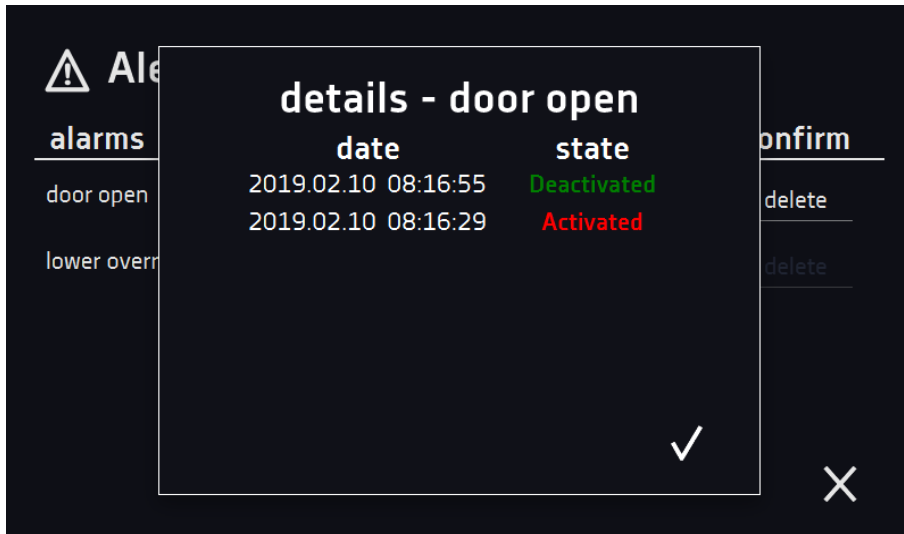 Ale
details - door open
alarms
date
state
onfirm
door open
2019.02.10 08:16:55
Deactivated
delete
2019.02.10 08:16:29
Activated
lower overr
delete